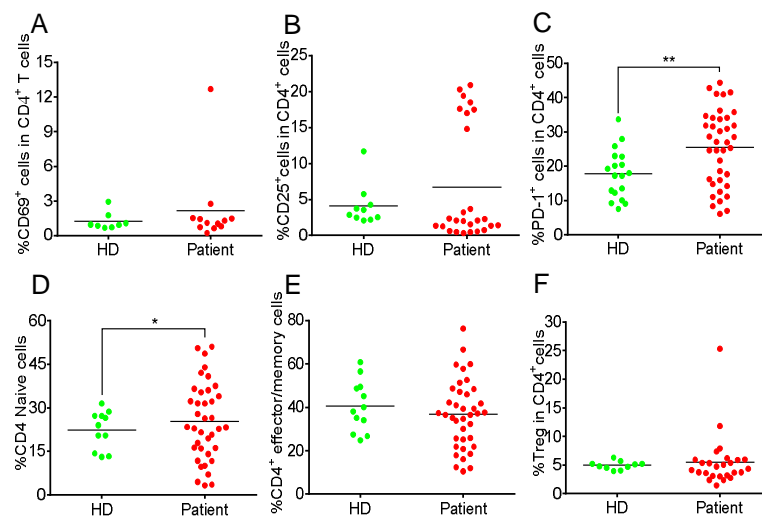 A
%CD69+ cells in CD4+ T cells
15
12
9
6
3
0
HD
Patient
B
%CD25+cells in CD4+ cells
25
20
15
10
5
0
HD
Patient
C
%PD-1+ cells in CD4+ cells
50
40
30
20
10
0
**
HD
Patient
D
%CD4 Naive cells
60
45
30
15
0
*
HD
Patient
E
%CD4+ effector/memory cells
80
60
40
20
0
HD
Patient
F
%Treg in CD4+cells
30
25
20
15
10
5
0
HD
Patient